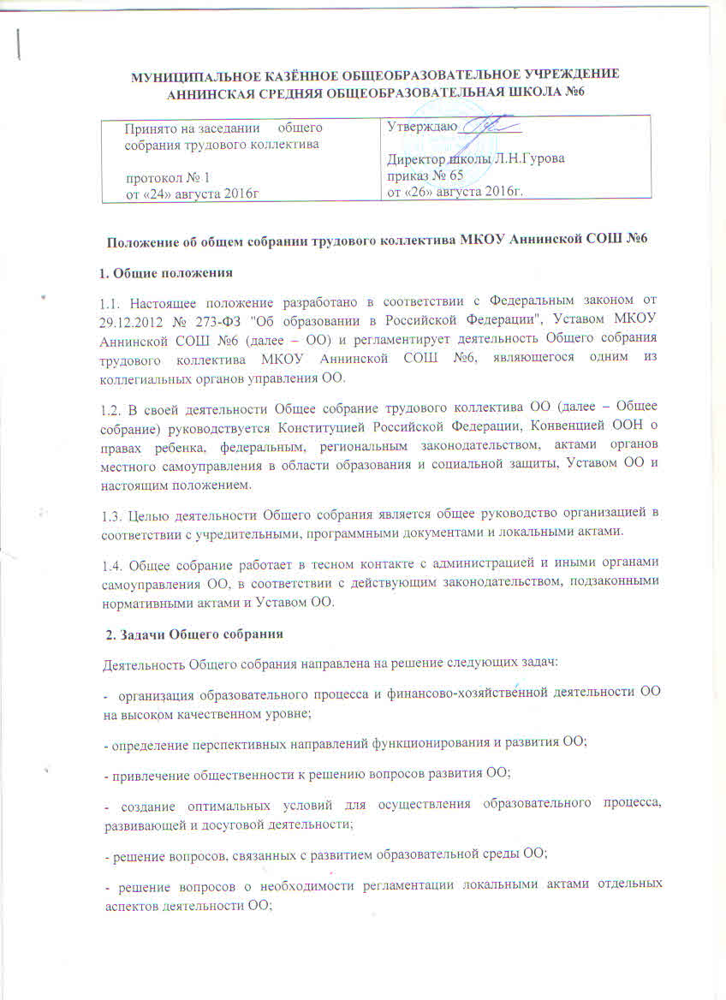 МУНИЦИПАЛЬНОЕ КАЗЁННОЕ ОБЩЕОБРАЗОВАТЕЛЬНОЕ УЧРЕЖДЕНИЕ
АННИНСКАЯ СРЕДНЯЯ ОБЩЕОБРАЗОВАТЕЛЬНАЯ ШКОЛА №6
Принято на заседании общего
собрания трудового коллектива
протокол № 1
от «24» августа 2016г
Утверждаю
Директор школы Л.Н.Гурова
приказ № 65
от «26» августа 2016г.
Положение об общем собрании трудового коллектива МКОУ Аннинской СОШ №6
1. Общие положения
1.1. Настоящее положение разработано в соответствии с Федеральным законом от
29.12.2012 № 273-ФЗ "Об образовании в Российской Федерации", Уставом МКОУ
Аннинской СОШ №6 (далее – ОО) и регламентирует деятельность Общего собрания
трудового коллектива МКОУ Аннинской СОШ №6, являющегося одним из
коллегиальных органов управления ОО.
1.2. В своей деятельности Общее собрание трудового коллектива ОО (далее – Общее
собрание) руководствуется Конституцией Российской Федерации, Конвенцией ООН о
правах ребенка, федеральным, региональным законодательством, актами органов
местного самоуправления в области образования и социальной защиты, Уставом ОО и
настоящим положением.
1.3. Целью деятельности Общего собрания является общее руководство организацией в
соответствии с учредительными, программными документами и локальными актами.
1.4. Общее собрание работает в тесном контакте с администрацией и иными органами
самоуправления ОО, в соответствии с действующим законодательством, подзаконными
нормативными актами и Уставом ОО.
2. Задачи Общего собрания
Деятельность Общего собрания направлена на решение следующих задач:
- организация образовательного процесса и финансово-хозяйственной деятельности ОО
на высоком качественном уровне;
- определение перспективных направлений функционирования и развития ОО;
- привлечение общественности к решению вопросов развития ОО;
- создание оптимальных условий для осуществления образовательного процесса,
развивающей и досуговой деятельности;
- решение вопросов, связанных с развитием образовательной среды ОО;
- решение вопросов о необходимости регламентации локальными актами отдельных
аспектов деятельности ОО;